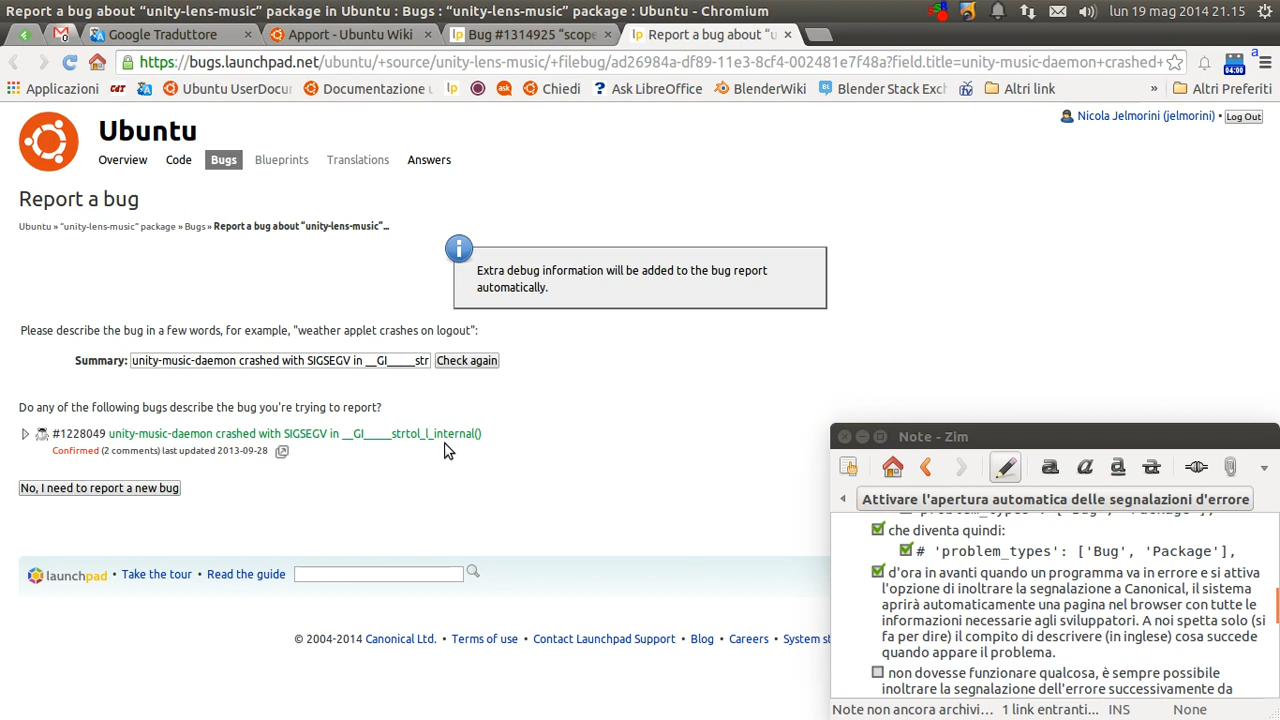 Report a bug about “unity-lens-music” package in Ubuntu : Bugs : “unity-lens-music” package : Ubuntu - Chromium
lun 19 mag 2014 21.15
Google Traduttore
Apport - Ubuntu Wiki
Bug #1314925 “scope
Report a bug about “u
https://bugs.launchpad.net/ubuntu/+source/unity-lens-music/+filebug/ad26984a-df89-11e3-8cf4-002481e7f48a?field.title=unity-music-daemon+crashed+
04:00
Applicazioni
CAT
Ubuntu UserDocu
Documentazione
lp
ask
Chiedi
Ask LibreOffice
BlenderWiki
Blender Stack Exc
Altri link
»
Altri Preferiti
Ubuntu
Nicola Jelmorini (jelmorini) • Log Out
Overview
Code
Bugs
Blueprints
Translations
Answers
Report a bug
Ubuntu » “unity-lens-music” package » Bugs » Report a bug about “unity-lens-music”...
Extra debug information will be added to the bug report
automatically.
Please describe the bug in a few words, for example, "weather applet crashes on logout":
Summary:
unity-music-daemon crashed with SIGSEGV in __GI_____str
Check again
Do any of the following bugs describe the bug you're trying to report?
#1228049 unity-music-daemon crashed with SIGSEGV in __GI_____strtol_l_internal()
Confirmed (2 comments) last updated 2013-09-28
No, I need to report a new bug
launchpad • Take the tour • Read the guide
© 2004-2014 Canonical Ltd. • Terms of use • Contact Launchpad Support • Blog • Careers • System st
Note - Zim
Attivare l'apertura automatica delle segnalazioni d'errore
'problem_types': ['Bug', 'Package'],
che diventa quindi:
# 'problem_types': ['Bug', 'Package'],
d'ora in avanti quando un programma va in errore e si attiva
l'opzione di inoltrare la segnalazione a Canonical, il sistema
aprirà automaticamente una pagina nel browser con tutte le
informazioni necessarie agli sviluppatori. A noi spetta solo (si
fa per dire) il compito di descrivere (in inglese) cosa succede
quando appare il problema.
non dovesse funzionare qualcosa, è sempre possibile
inoltrare la segnalazione dell'errore successivamente da
Note non ancora archivi...
1 link entranti...
INS
None